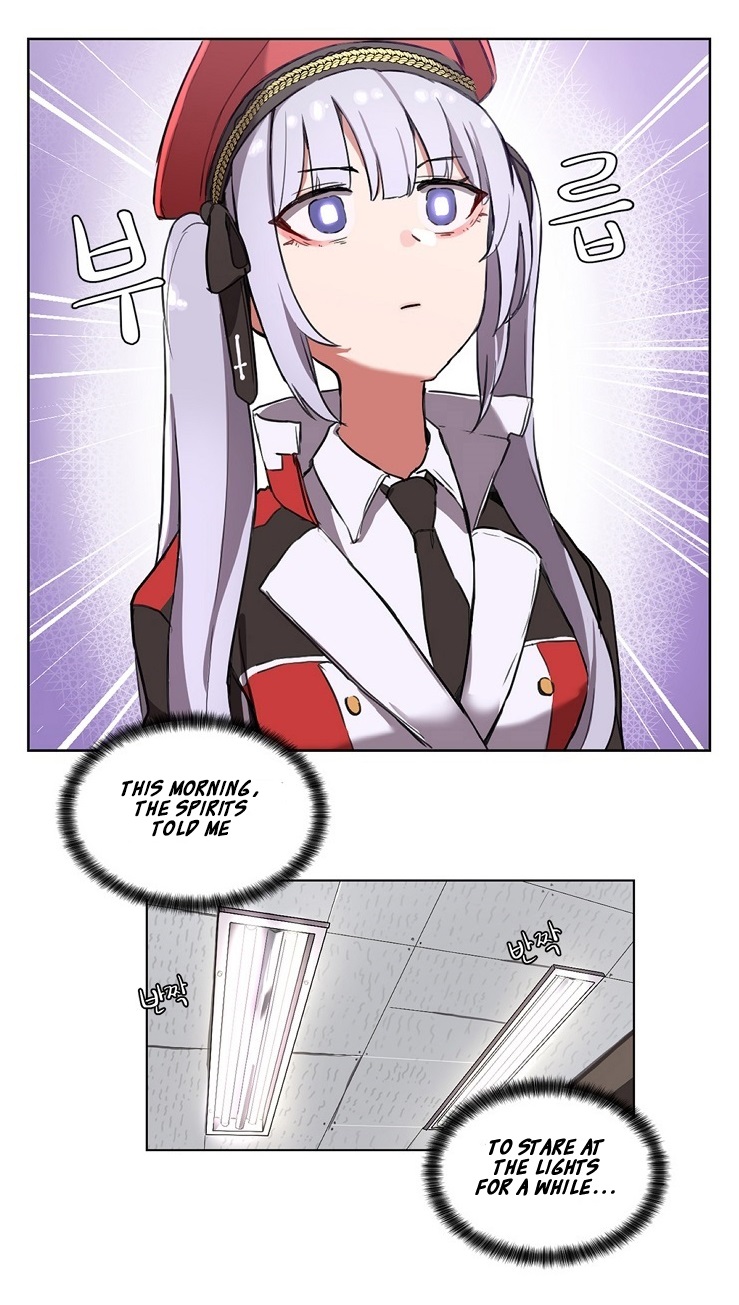 부릅
THIS MORNING,
THE SPIRITS
TOLD ME
반짝
반짝
TO STARE AT
THE LIGHTS
FOR A WHILE...